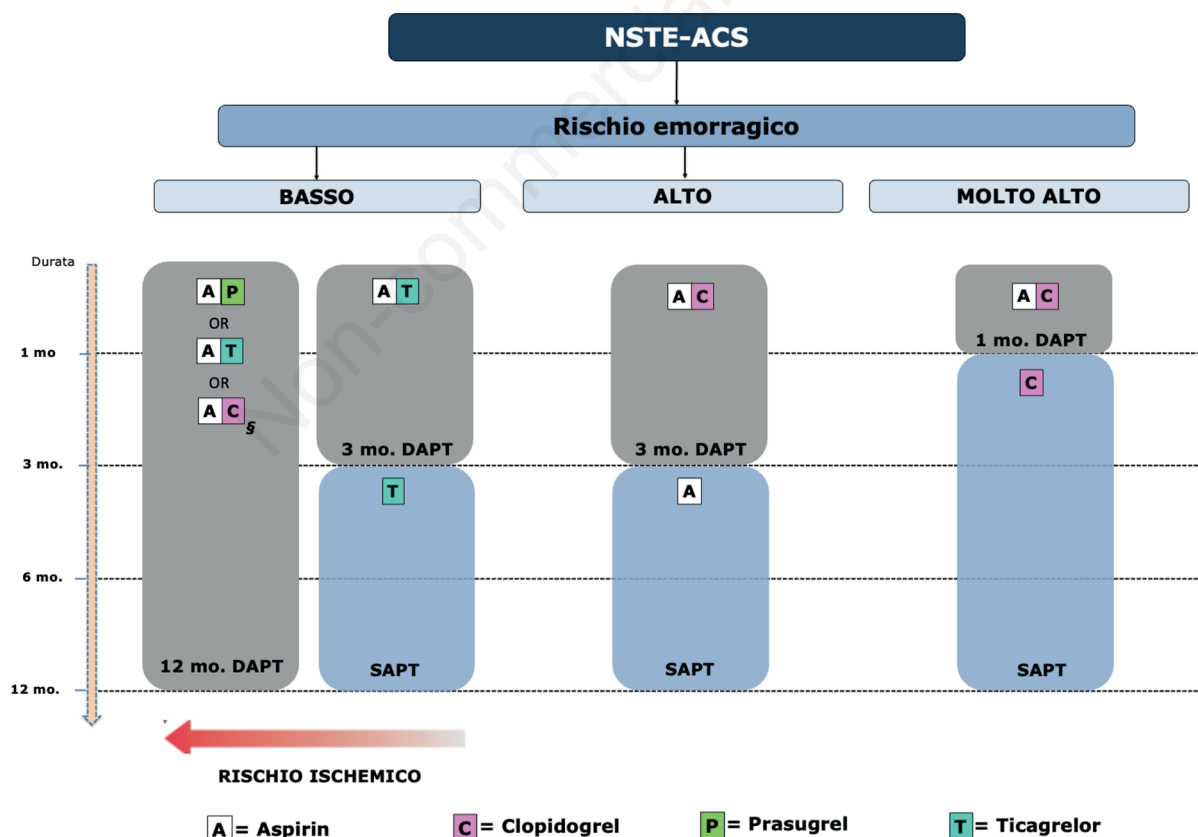 NSTE-ACS
Rischio emorragico
BASSO
ALTO
MOLTO ALTO
Durata
A P
OR
A T
OR
A C §
12 mo. DAPT
A T
3 mo. DAPT
T
SAPT
A C
3 mo. DAPT
A
SAPT
A C
1 mo. DAPT
C
SAPT
1 mo
3 mo.
6 mo.
12 mo.
RISCHIO ISCHEMICO
A = Aspirin
C = Clopidogrel
P = Prasugrel
T = Ticagrelor
Non-commercial